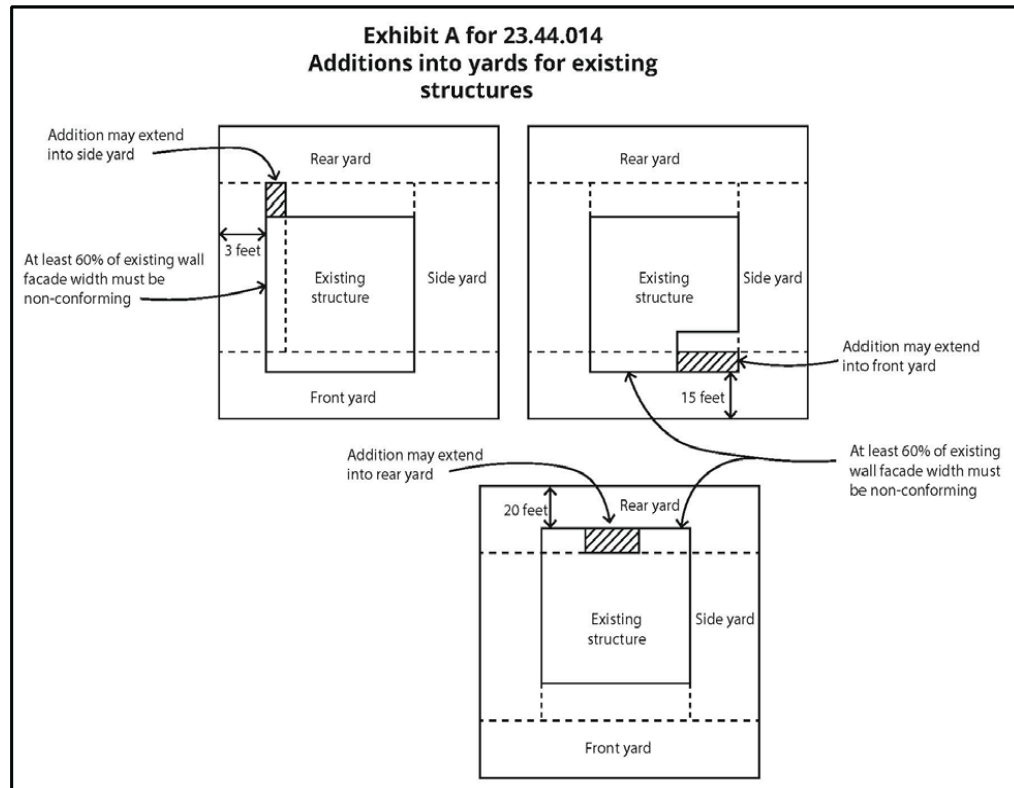 Exhibit A for 23.44.014
Additions into yards for existing
structures
Addition may extend
into side yard
Rear yard
3 feet
At least 60% of existing wall
facade width must be
non-conforming
Existing
structure
Side yard
Front yard
Rear yard
Existing
structure
Side yard
Addition may extend
into front yard
15 feet
At least 60% of existing
wall facade width must
be non-conforming
Addition may extend
into rear yard
20 feet
Rear yard
Existing
structure
Side yard
Front yard